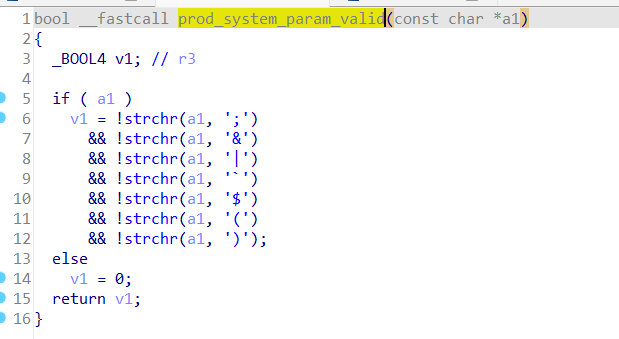 1 bool __fastcall prod_system_param_valid(const char *a1)
2 {
3   _BOOL4 v1; // r3
4
5   if ( a1 )
6     v1 = !strchr(a1, ';')
7       && !strchr(a1, '&')
8       && !strchr(a1, '|')
9       && !strchr(a1, '`')
10       && !strchr(a1, '$')
11       && !strchr(a1, '(')
12       && !strchr(a1, ')');
13   else
14     v1 = 0;
15   return v1;
16 }